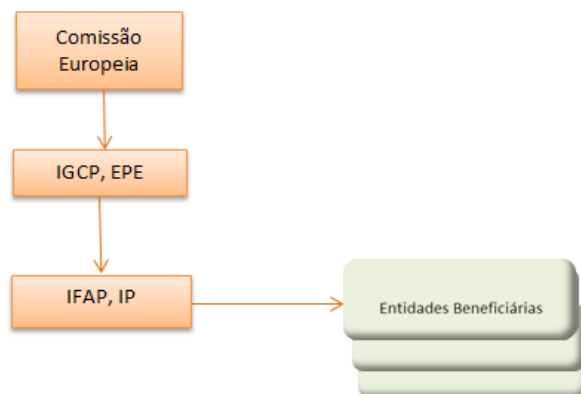 Comissão
Europeia
IGCP, EPE
IFAP, IP
Entidades Beneficiárias